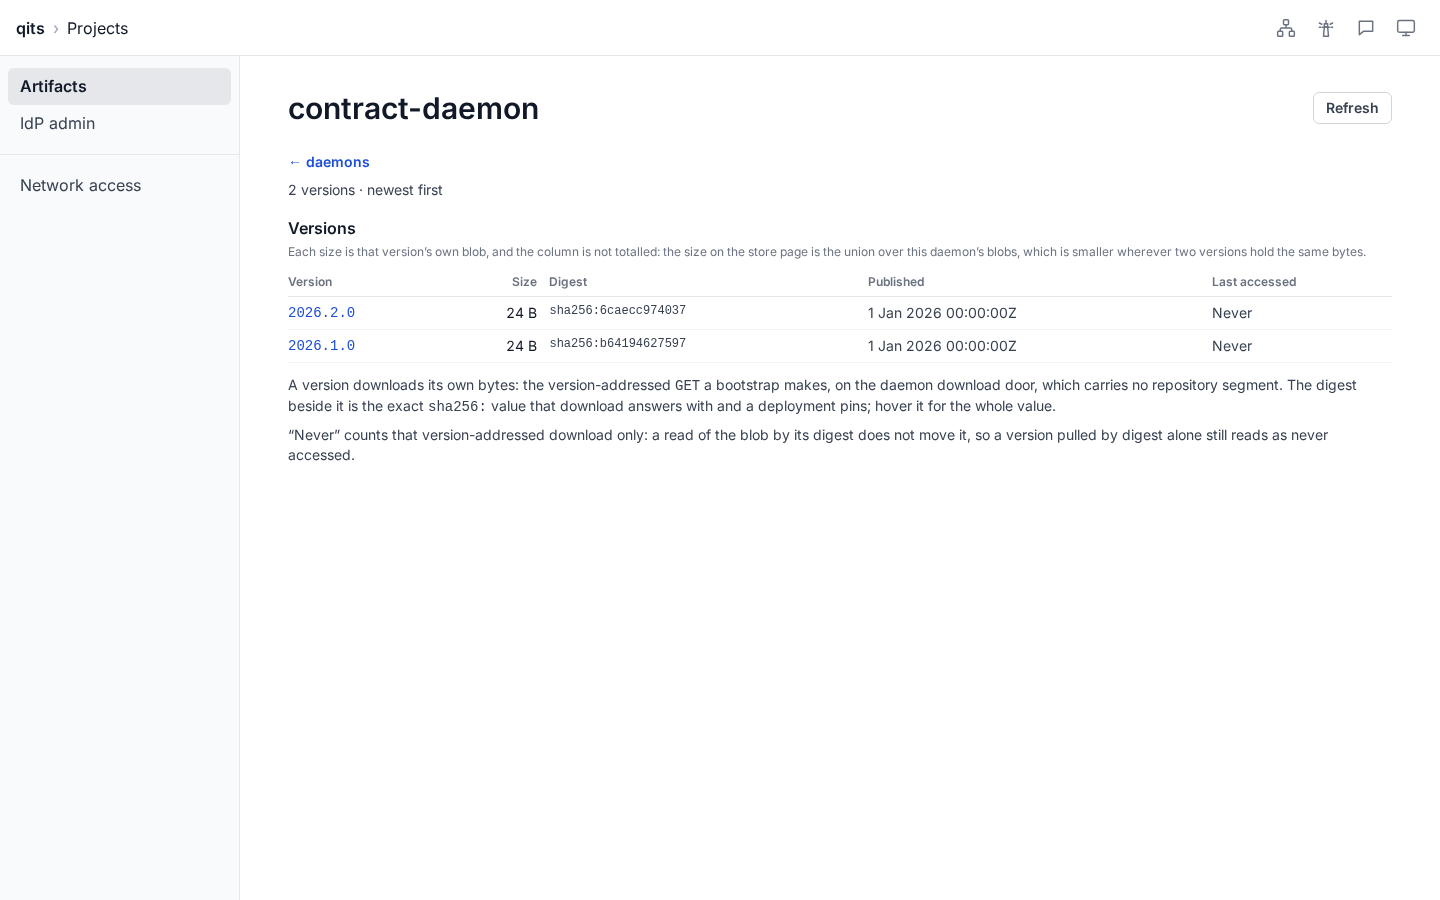 qits › Projects
Artifacts
IdP admin
Network access
contract-daemon
Refresh
← daemons
2 versions · newest first
Versions
Each size is that version’s own blob, and the column is not totalled: the size on the store page is the union over this daemon’s blobs, which is smaller wherever two versions hold the same bytes.
Version Size Digest Published Last accessed
2026.2.0 24 B sha256:6caecc974037 1 Jan 2026 00:00:00Z Never
2026.1.0 24 B sha256:b64194627597 1 Jan 2026 00:00:00Z Never
A version downloads its own bytes: the version-addressed GET a bootstrap makes, on the daemon download door, which carries no repository segment. The digest
beside it is the exact sha256: value that download answers with and a deployment pins; hover it for the whole value.
“Never” counts that version-addressed download only: a read of the blob by its digest does not move it, so a version pulled by digest alone still reads as never
accessed.